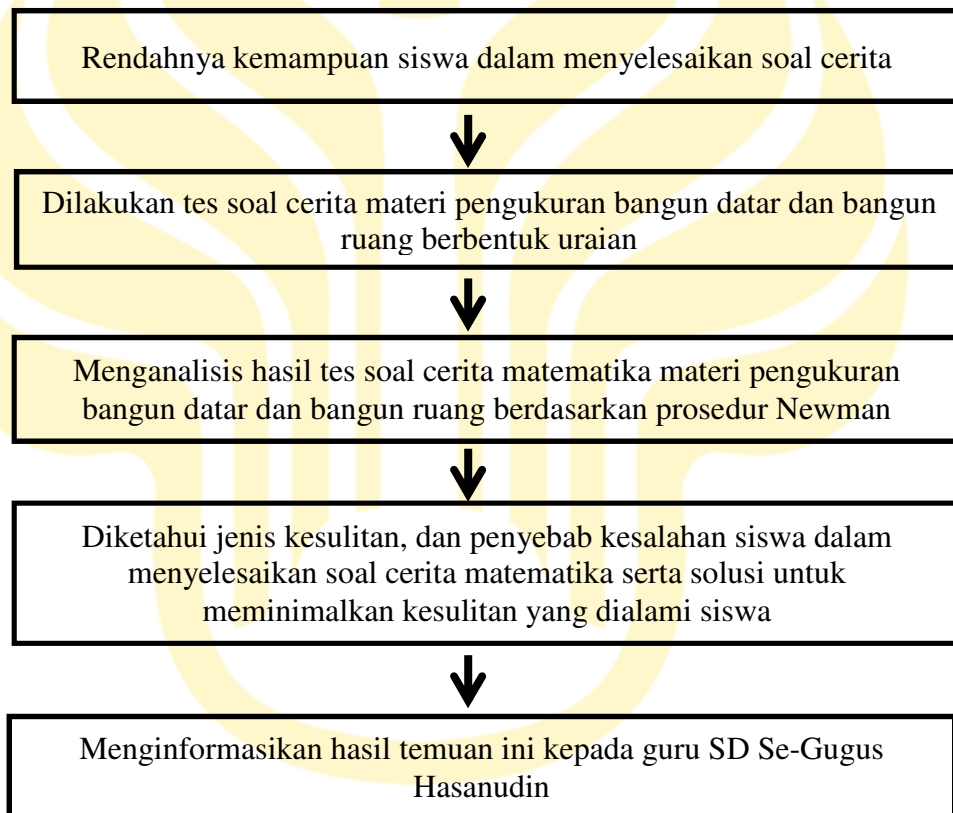 Rendahnya kemampuan siswa dalam menyelesaikan soal cerita
Dilakukan tes soal cerita materi pengukuran bangun datar dan bangun
ruang berbentuk uraian
Menganalisis hasil tes soal cerita matematika materi pengukuran
bangun datar dan bangun ruang berdasarkan prosedur Newman
Diketahui jenis kesulitan, dan penyebab kesalahan siswa dalam
menyelesaikan soal cerita matematika serta solusi untuk
meminimalkan kesulitan yang dialami siswa
Menginformasikan hasil temuan ini kepada guru SD Se-Gugus
Hasanudin